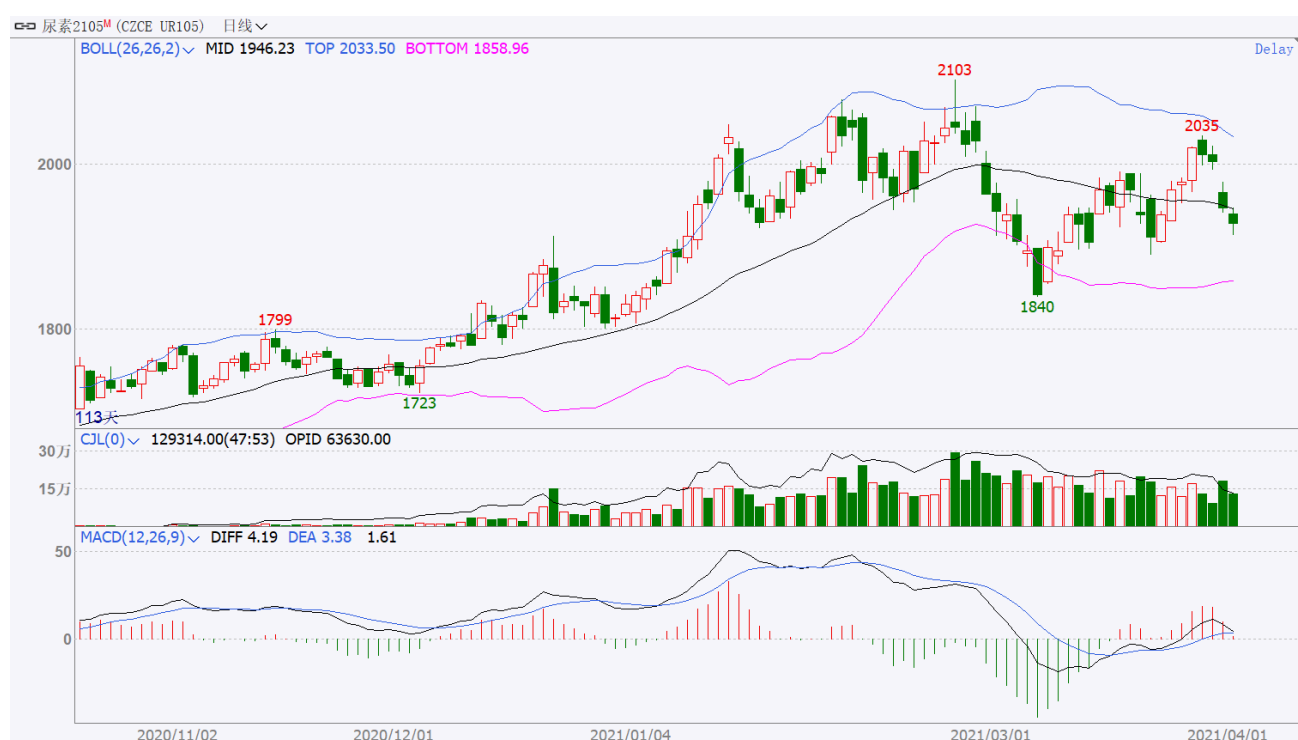 尿素2105M (CZCE UR105) 日线
BOLL(26,26,2) MID 1946.23 TOP 2033.50 BOTTOM 1858.96
Delay
2103
2035
2000
1840
1799
1800
1723
113天
CJL(0) 129314.00(47:53) OPID 63630.00
30万
15万
MACD(12,26,9) DIFF 4.19 DEA 3.38 1.61
50
0
2020/11/02 2020/12/01 2021/01/04 2021/03/01 2021/04/01